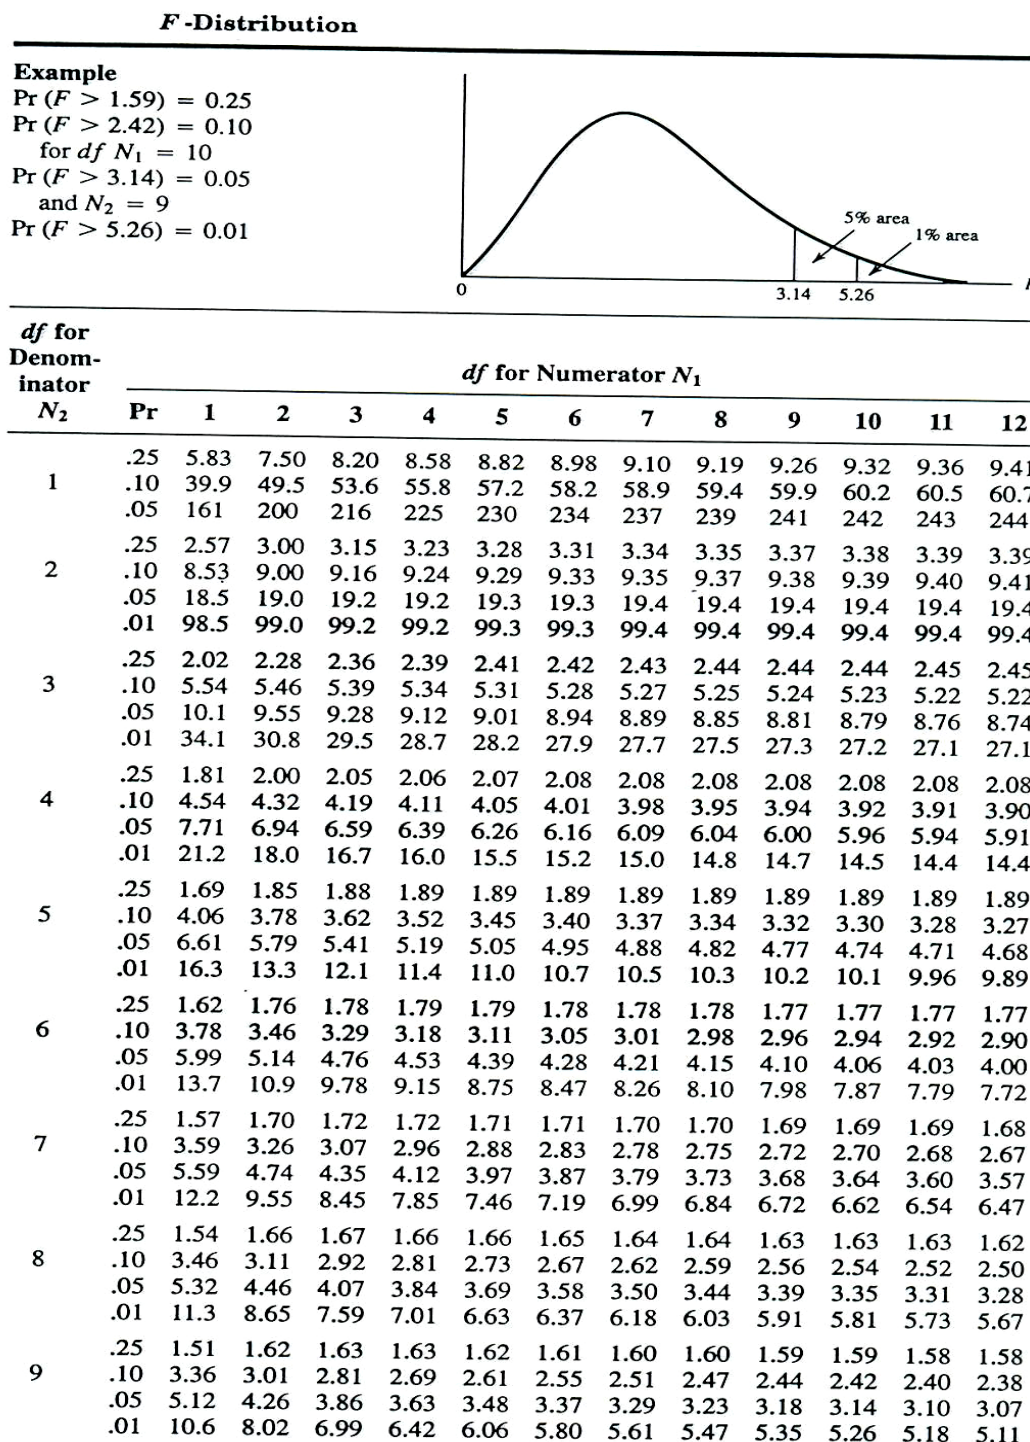 F-Distribution
Example
Pr (F > 1.59) = 0.25
Pr (F > 2.42) = 0.10
for df N₁ = 10
Pr (F > 3.14) = 0.05
and N₂ = 9
Pr (F > 5.26) = 0.01
5% area
1% area
0 3.14 5.26
df for
Denom-
inator
N₂
df for Numerator N₁
Pr 1 2 3 4 5 6 7 8 9 10 11 12
.25 5.83 7.50 8.20 8.58 8.82 8.98 9.10 9.19 9.26 9.32 9.36 9.41
1 .10 39.9 49.5 53.6 55.8 57.2 58.2 58.9 59.4 59.9 60.2 60.5 60.7
.05 161 200 216 225 230 234 237 239 241 242 243 244
.25 2.57 3.00 3.15 3.23 3.28 3.31 3.34 3.35 3.37 3.38 3.39 3.39
2 .10 8.53 9.00 9.16 9.24 9.29 9.33 9.35 9.37 9.38 9.39 9.40 9.41
.05 18.5 19.0 19.2 19.2 19.3 19.3 19.4 19.4 19.4 19.4 19.4 19.4
.01 98.5 99.0 99.2 99.2 99.3 99.3 99.4 99.4 99.4 99.4 99.4 99.4
.25 2.02 2.28 2.36 2.39 2.41 2.42 2.43 2.44 2.44 2.44 2.45 2.45
3 .10 5.54 5.46 5.39 5.34 5.31 5.28 5.27 5.25 5.24 5.23 5.22 5.22
.05 10.1 9.55 9.28 9.12 9.01 8.94 8.89 8.85 8.81 8.79 8.76 8.74
.01 34.1 30.8 29.5 28.7 28.2 27.9 27.7 27.5 27.3 27.2 27.1 27.1
.25 1.81 2.00 2.05 2.06 2.07 2.08 2.08 2.08 2.08 2.08 2.08 2.08
4 .10 4.54 4.32 4.19 4.11 4.05 4.01 3.98 3.95 3.94 3.92 3.91 3.90
.05 7.71 6.94 6.59 6.39 6.26 6.16 6.09 6.04 6.00 5.96 5.94 5.91
.01 21.2 18.0 16.7 16.0 15.5 15.2 15.0 14.8 14.7 14.5 14.4 14.4
.25 1.69 1.85 1.88 1.89 1.89 1.89 1.89 1.89 1.89 1.89 1.89 1.89
5 .10 4.06 3.78 3.62 3.52 3.45 3.40 3.37 3.34 3.32 3.30 3.28 3.27
.05 6.61 5.79 5.41 5.19 5.05 4.95 4.88 4.82 4.77 4.74 4.71 4.68
.01 16.3 13.3 12.1 11.4 11.0 10.7 10.5 10.3 10.2 10.1 9.96 9.89
.25 1.62 1.76 1.78 1.79 1.79 1.78 1.78 1.78 1.77 1.77 1.77 1.77
6 .10 3.78 3.46 3.29 3.18 3.11 3.05 3.01 2.98 2.96 2.94 2.92 2.90
.05 5.99 5.14 4.76 4.53 4.39 4.28 4.21 4.15 4.10 4.06 4.03 4.00
.01 13.7 10.9 9.78 9.15 8.75 8.47 8.26 8.10 7.98 7.87 7.79 7.72
.25 1.57 1.70 1.72 1.72 1.71 1.71 1.70 1.70 1.69 1.69 1.69 1.68
7 .10 3.59 3.26 3.07 2.96 2.88 2.83 2.78 2.75 2.72 2.70 2.68 2.67
.05 5.59 4.74 4.35 4.12 3.97 3.87 3.79 3.73 3.68 3.64 3.60 3.57
.01 12.2 9.55 8.45 7.85 7.46 7.19 6.99 6.84 6.72 6.62 6.54 6.47
.25 1.54 1.66 1.67 1.66 1.66 1.65 1.64 1.64 1.63 1.63 1.63 1.62
8 .10 3.46 3.11 2.92 2.81 2.73 2.67 2.62 2.59 2.56 2.54 2.52 2.50
.05 5.32 4.46 4.07 3.84 3.69 3.58 3.50 3.44 3.39 3.35 3.31 3.28
.01 11.3 8.65 7.59 7.01 6.63 6.37 6.18 6.03 5.91 5.81 5.73 5.67
.25 1.51 1.62 1.63 1.63 1.62 1.61 1.60 1.60 1.59 1.59 1.58 1.58
9 .10 3.36 3.01 2.81 2.69 2.61 2.55 2.51 2.47 2.44 2.42 2.40 2.38
.05 5.12 4.26 3.86 3.63 3.48 3.37 3.29 3.23 3.18 3.14 3.10 3.07
.01 10.6 8.02 6.99 6.42 6.06 5.80 5.61 5.47 5.35 5.26 5.18 5.11